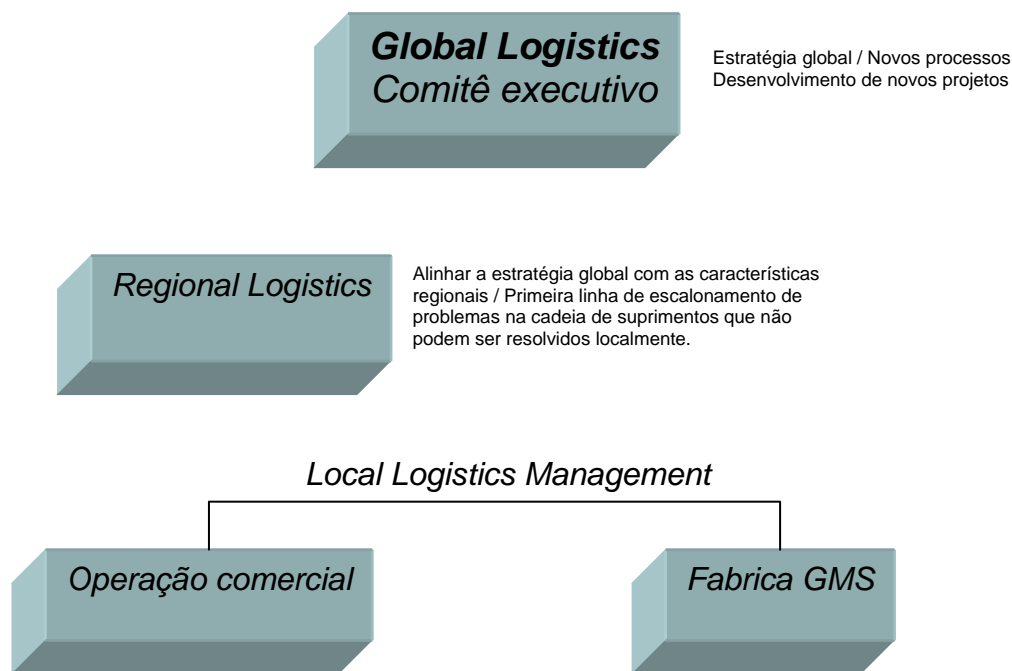 Global Logistics
Comitê executivo
Estratégia global / Novos processos
Desenvolvimento de novos projetos
Regional Logistics
Alinhar a estratégia global com as características
regionais / Primeira linha de escalonamento de
problemas na cadeia de suprimentos que não
podem ser resolvidos localmente.
Local Logistics Management
Operação comercial
Fabrica GMS